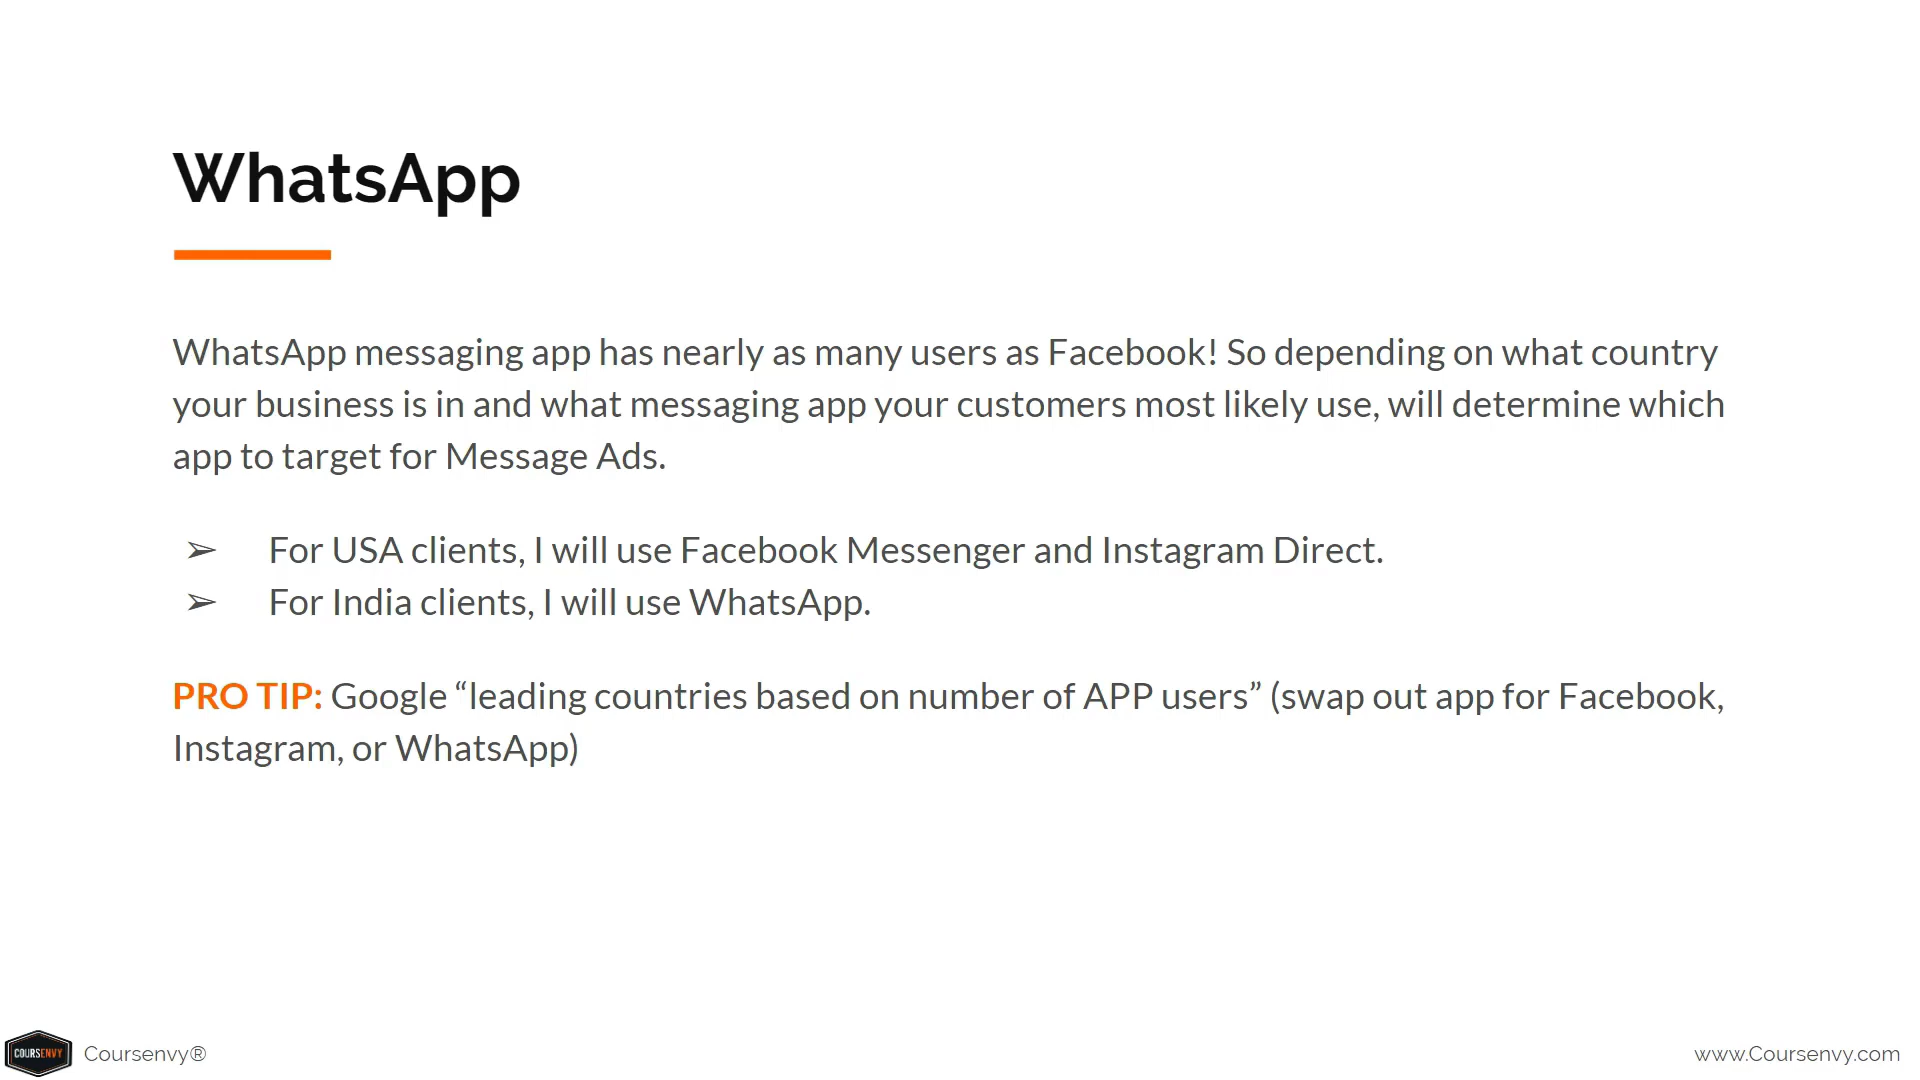 WhatsApp
WhatsApp messaging app has nearly as many users as Facebook! So depending on what country
your business is in and what messaging app your customers most likely use, will determine which
app to target for Message Ads.
➢ For USA clients, I will use Facebook Messenger and Instagram Direct.
➢ For India clients, I will use WhatsApp.
PRO TIP: Google “leading countries based on number of APP users” (swap out app for Facebook,
Instagram, or WhatsApp)
COURSENVY
Coursenvy®
www.Coursenvy.com